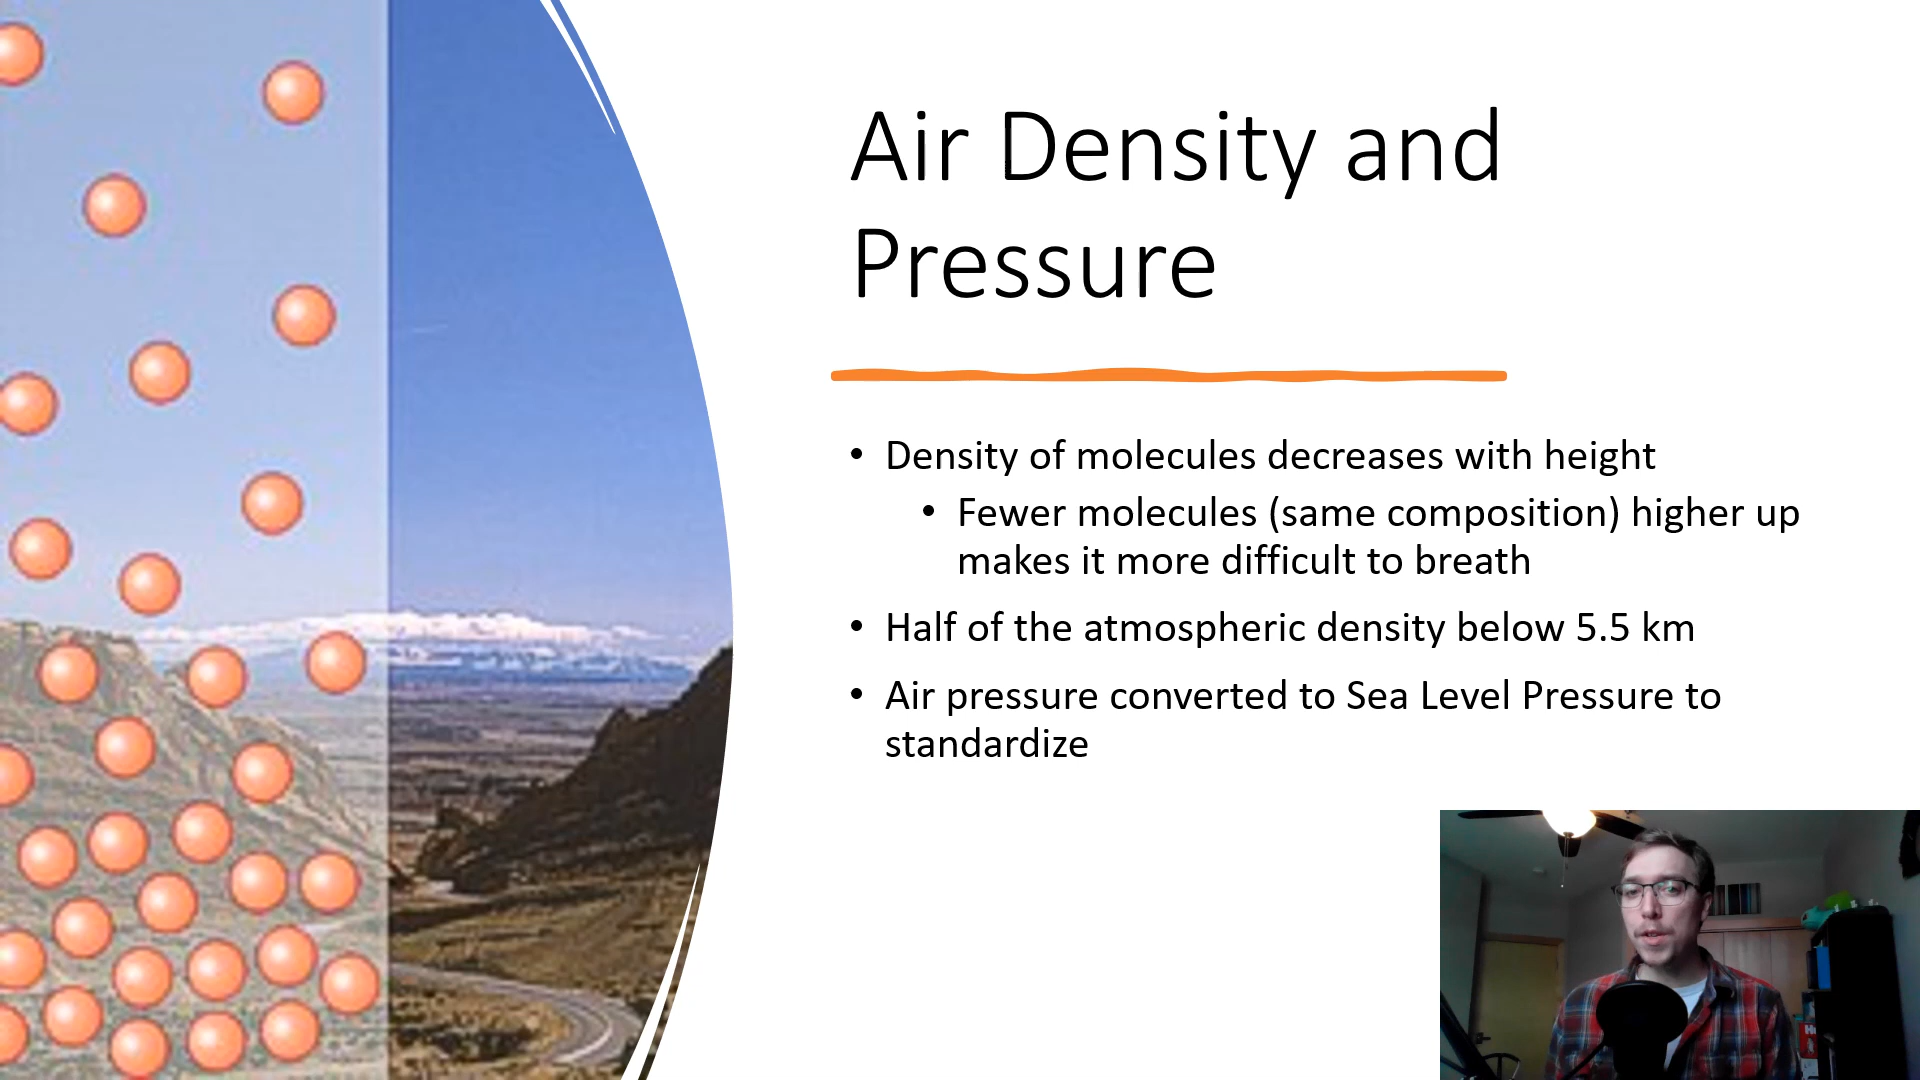 Air Density and
Pressure
• Density of molecules decreases with height
• Fewer molecules (same composition) higher up
makes it more difficult to breath
• Half of the atmospheric density below 5.5 km
• Air pressure converted to Sea Level Pressure to
standardize